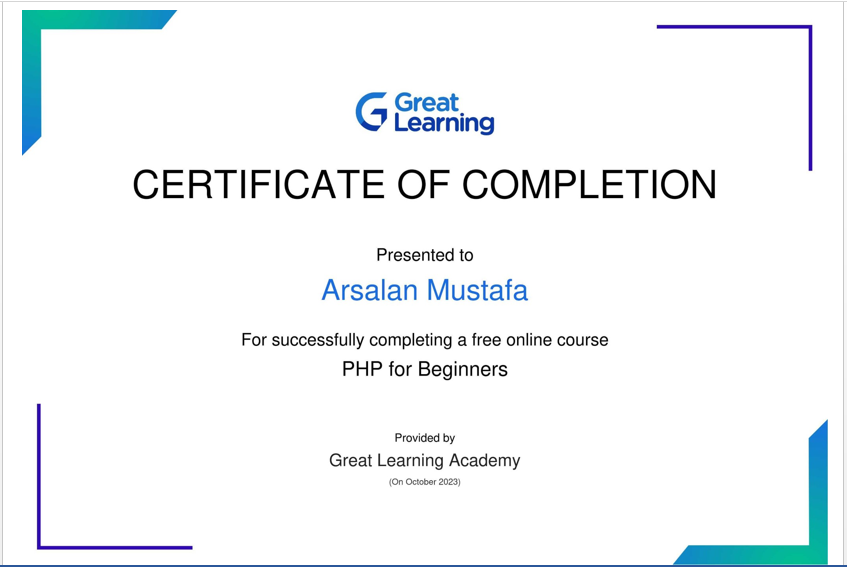 Great
Learning
CERTIFICATE OF COMPLETION
Presented to
Arsalan Mustafa
For successfully completing a free online course
PHP for Beginners
Provided by
Great Learning Academy
(On October 2023)